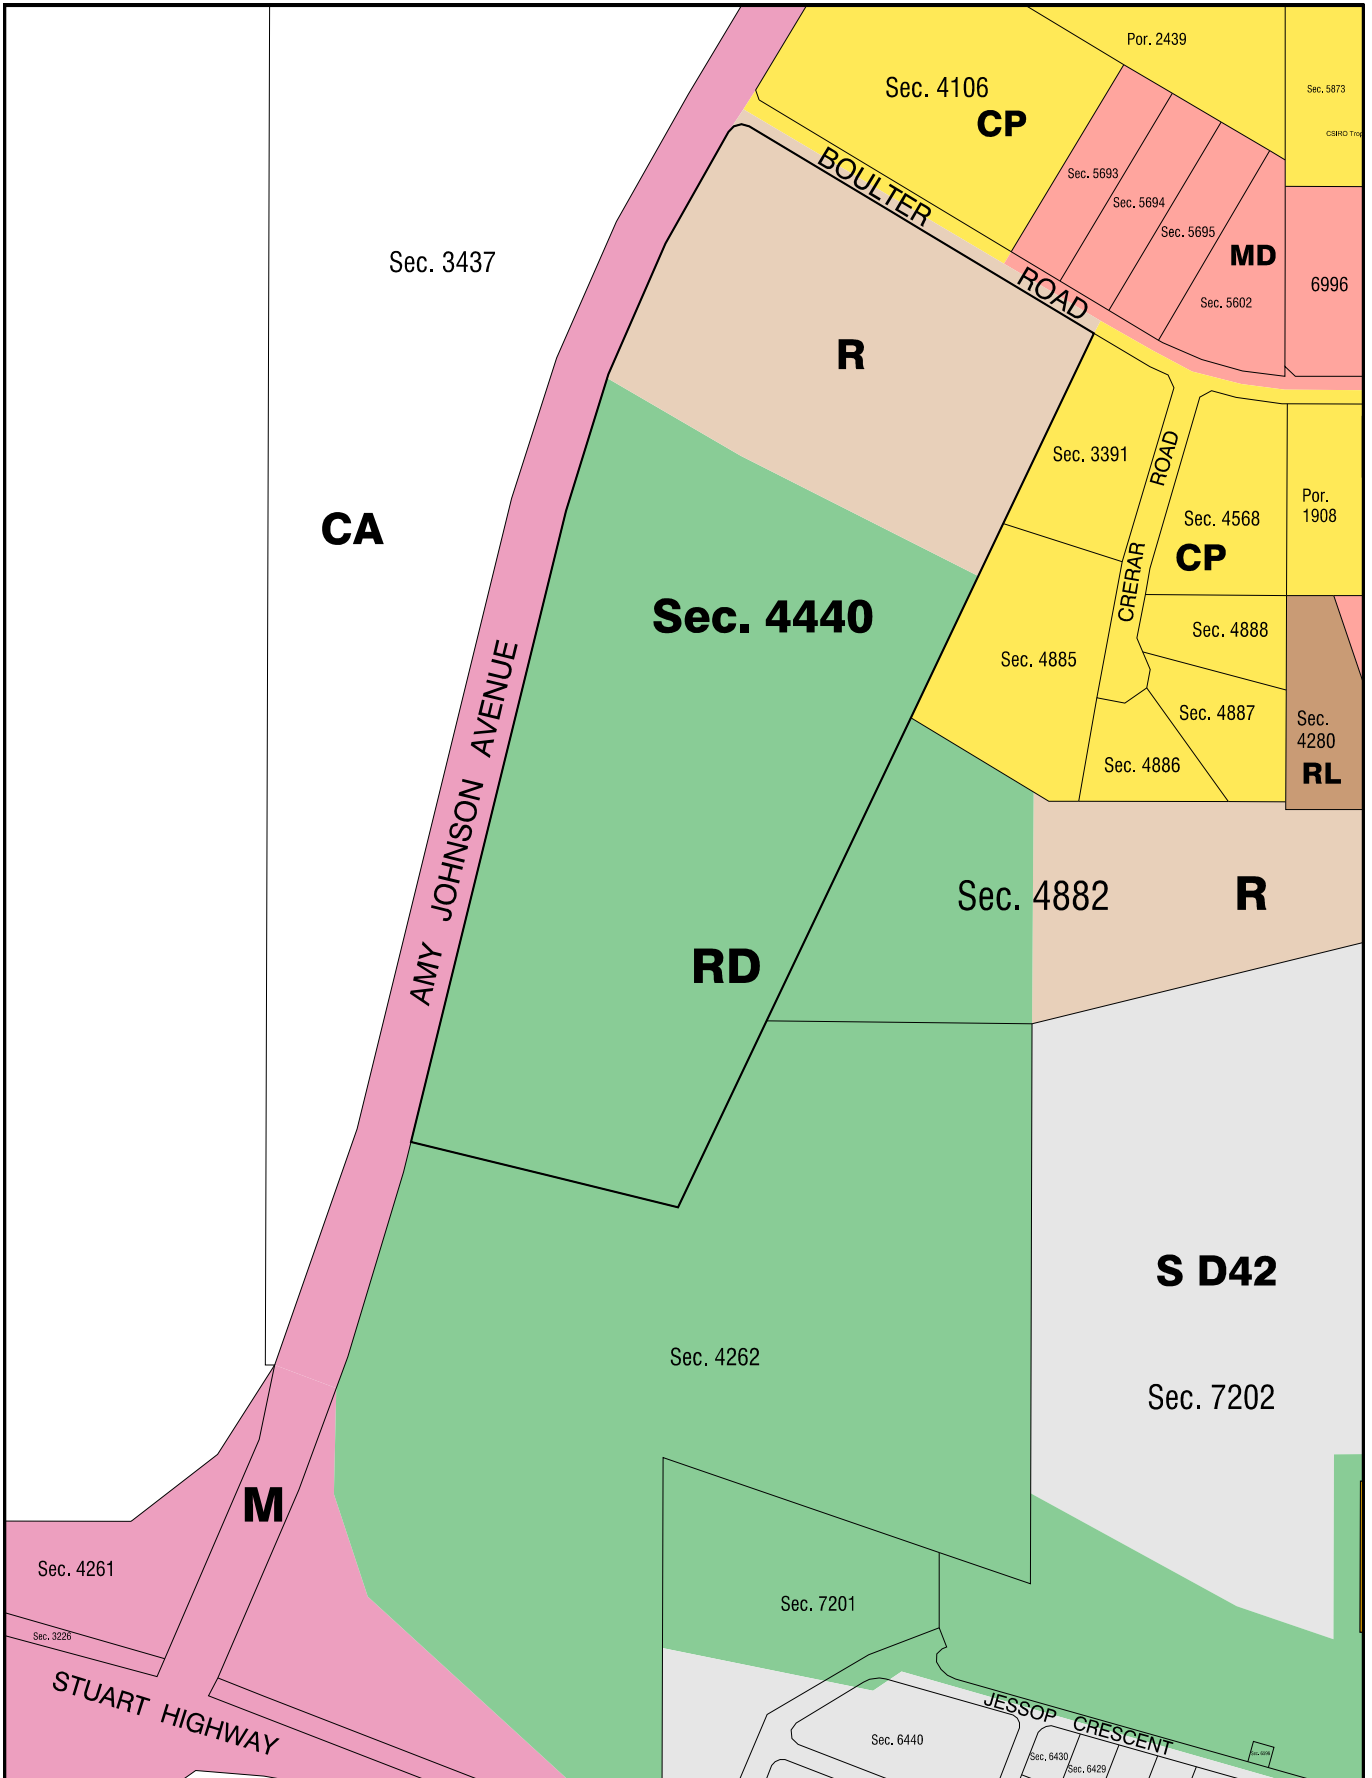 Por. 2439
Sec. 4106
CP
Sec. 5873
CSIRO Trop
BOULTER
ROAD
Sec. 5693
Sec. 5694
Sec. 5695
MD
Sec. 5602
6996
Sec. 3437
R
CA
Sec. 3391
CRERAR
ROAD
Sec. 4568
CP
Por.
1908
Sec. 4440
Sec. 4885
Sec. 4888
Sec. 4887
Sec. 4886
Sec.
4280
RL
AMY JOHNSON AVENUE
Sec. 4882
R
RD
S D42
Sec. 4262
Sec. 7202
M
Sec. 4261
Sec. 3226
STUART HIGHWAY
Sec. 7201
JESSOP CRESCENT
Sec. 6440
Sec. 6430
Sec. 6429